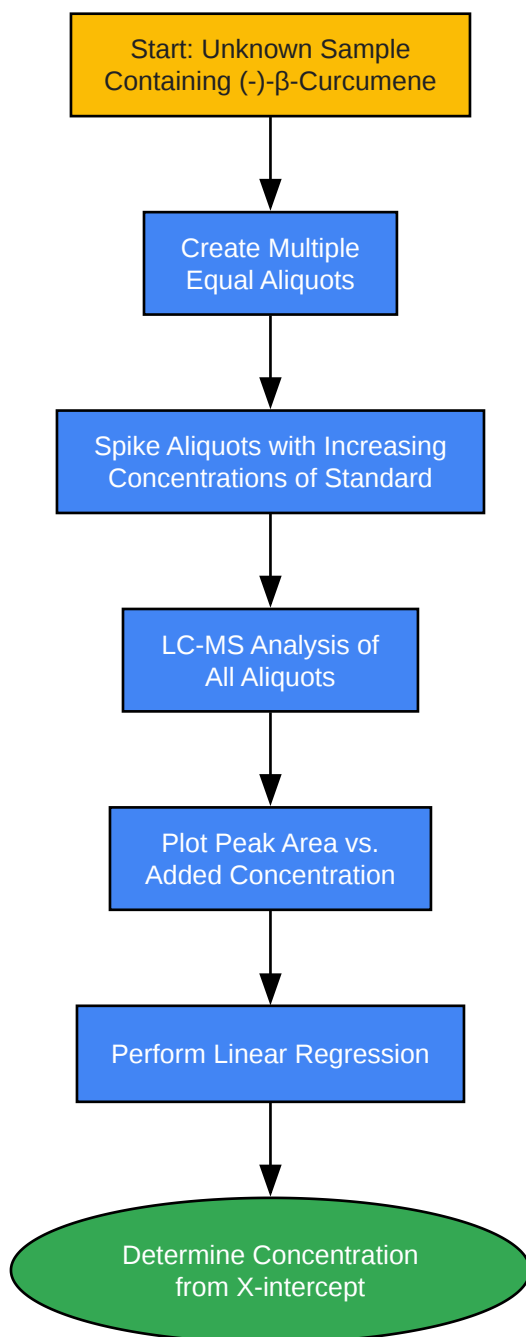 Start: Unknown Sample
Containing (-)-β-Curcumene
Create Multiple
Equal Aliquots
Spike Aliquots with Increasing
Concentrations of Standard
LC-MS Analysis of
All Aliquots
Plot Peak Area vs.
Added Concentration
Perform Linear Regression
Determine Concentration
from X-intercept